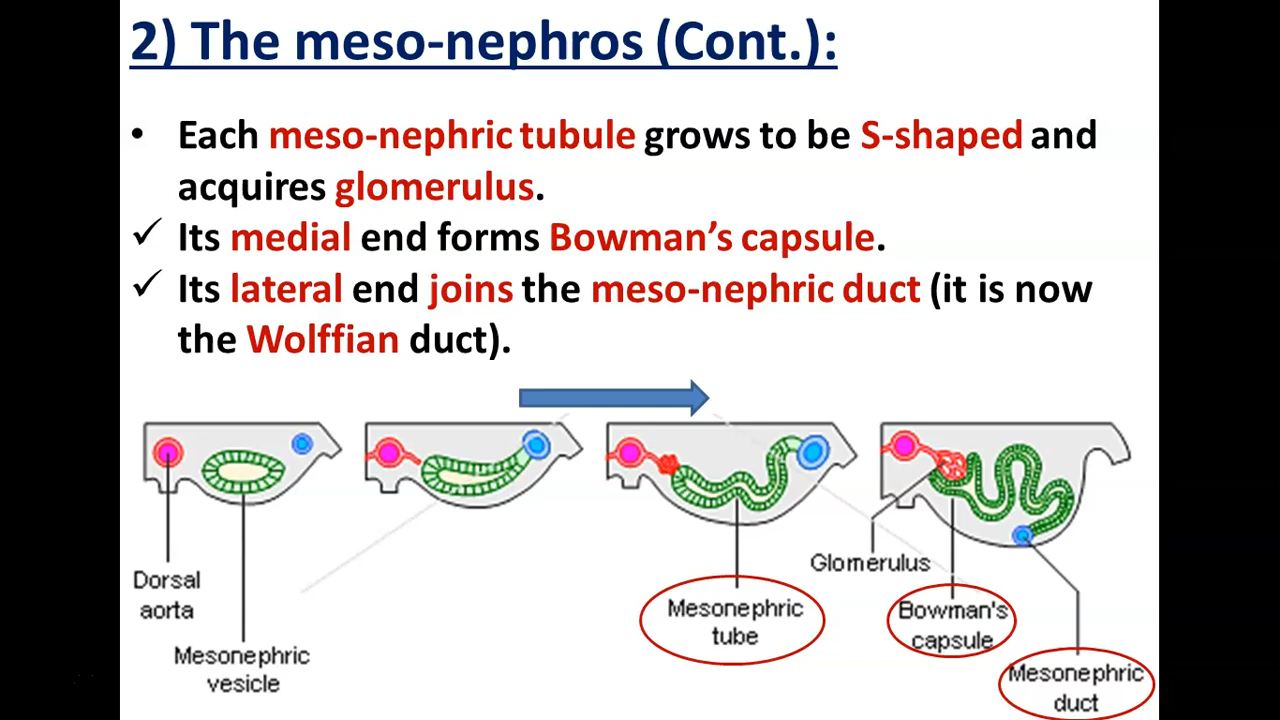 2) The meso-nephros (Cont.):
• Each meso-nephric tubule grows to be S-shaped and
acquires glomerulus.
✓ Its medial end forms Bowman's capsule.
✓ Its lateral end joins the meso-nephric duct (it is now
the Wolffian duct).
Glomerulus
Dorsal
aorta
Mesonephric
tube
Bowman's
capsule
Mesonephric
vesicle
Mesonephric
duct